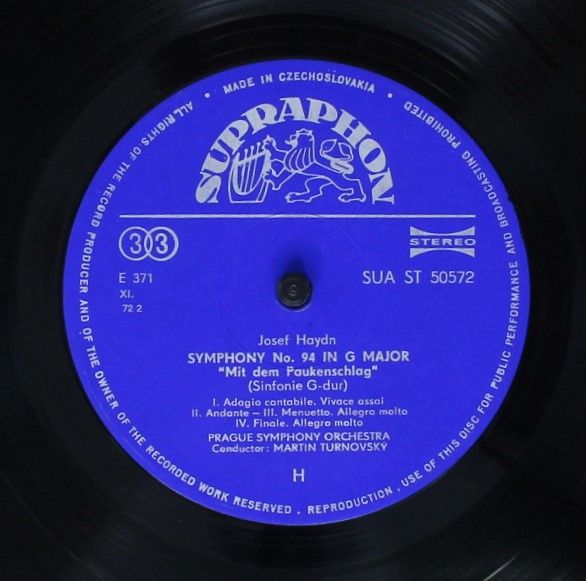 ALL RIGHTS OF THE RECORD PRODUCER AND OF THE OWNER OF THE RECORDED WORK RESERVED . REPRODUCTION, USE OF THIS DISC FOR PUBLIC PERFORMANCE AND BROADCASTING PROHIBITED
• MADE IN CZECHOSLOVAKIA •
SUPRAPHON
33
STEREO
E 371
SUA ST 50572
XI.
72 2
Josef Haydn
SYMPHONY No. 94 IN G MAJOR
"Mit dem Paukenschlag"
(Sinfonie G-dur)
I. Adagio cantabile. Vivace assai
II. Andante – III. Menuetto. Allegro molto
IV. Finale. Allegro molto
PRAGUE SYMPHONY ORCHESTRA
Conductor: MARTIN TURNOVSKÝ
H